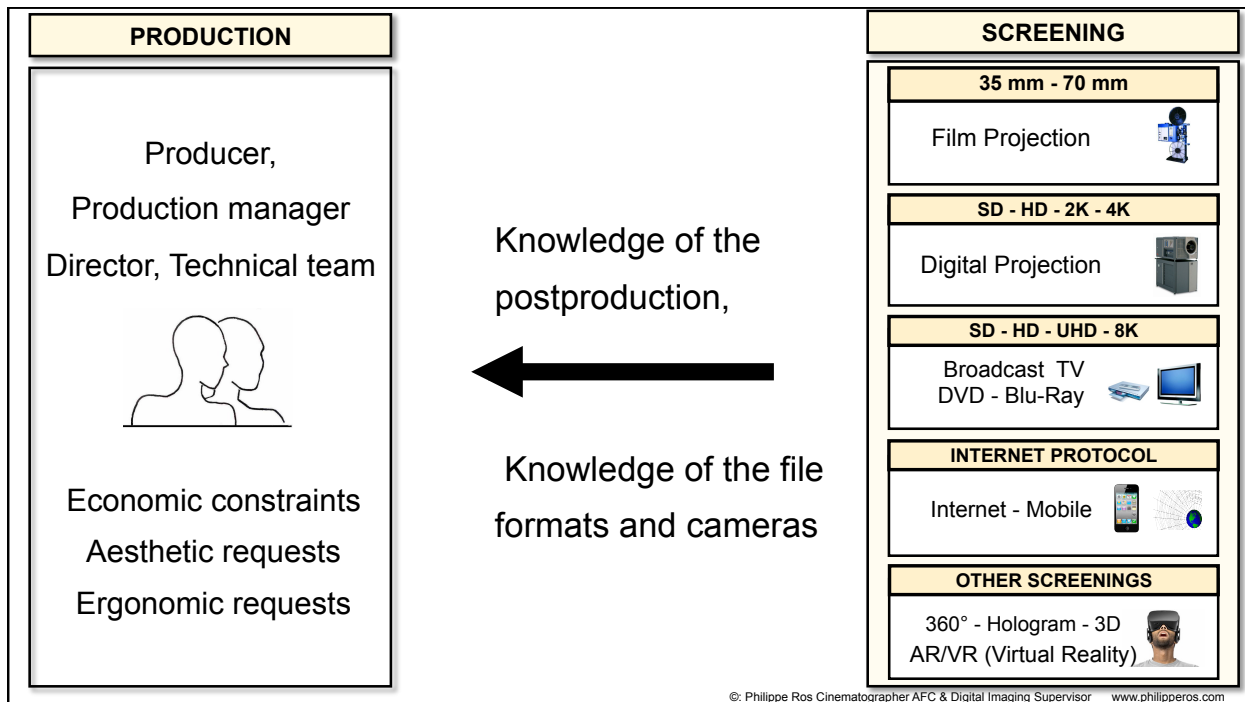 PRODUCTION
Producer,
Production manager
Director, Technical team
Economic constraints
Aesthetic requests
Ergonomic requests
Knowledge of the
postproduction,
Knowledge of the file
formats and cameras
SCREENING
35 mm - 70 mm
Film Projection
SD - HD - 2K - 4K
Digital Projection
SD - HD - UHD - 8K
Broadcast TV
DVD - Blu-Ray
INTERNET PROTOCOL
Internet - Mobile
OTHER SCREENINGS
360° - Hologram - 3D
AR/VR (Virtual Reality)
©: Philippe Ros Cinematographer AFC & Digital Imaging Supervisor www.philipperos.com